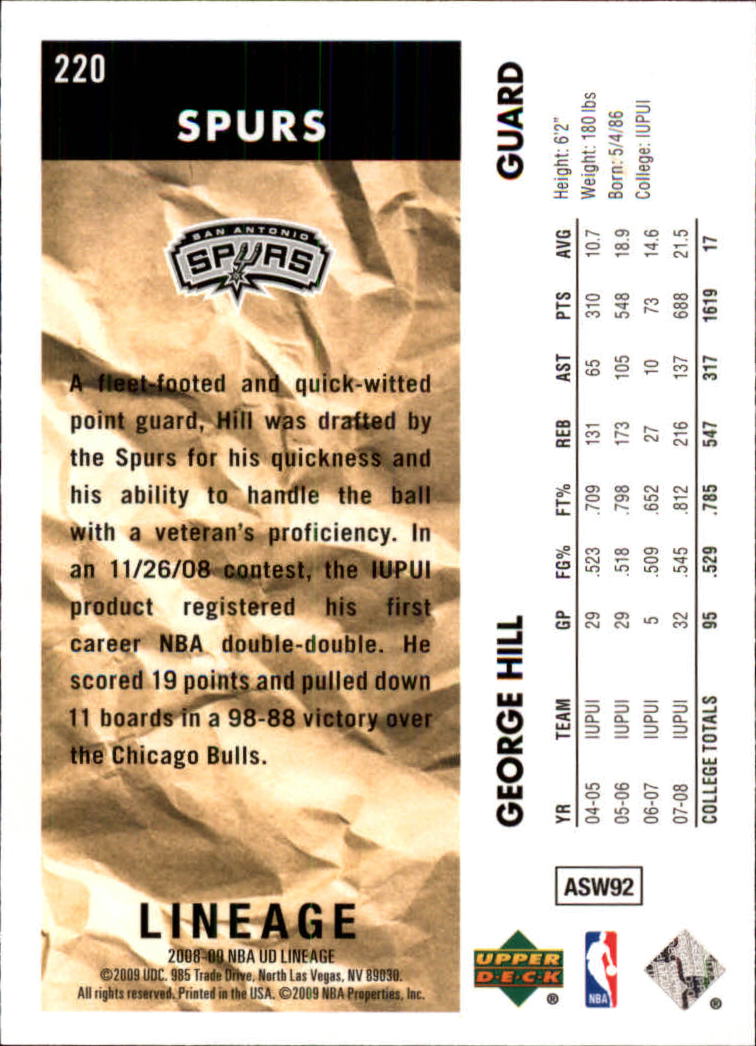 220
SPURS
SAN ANTONIO
SPURS
A fleet-footed and quick-witted
point guard, Hill was drafted by
the Spurs for his quickness and
his ability to handle the ball
with a veteran's proficiency. In
an 11/26/08 contest, the IUPUI
product registered his first
career NBA double-double. He
scored 19 points and pulled down
11 boards in a 98-88 victory over
the Chicago Bulls.
LINEAGE
2008-09 NBA UD LINEAGE
©2009 UDC. 985 Trade Drive, North Las Vegas, NV 89030.
All rights reserved. Printed in the USA. ©2009 NBA Properties, Inc.
GEORGE HILL GUARD
Height: 6'2"
Weight: 180 lbs
Born: 5/4/86
College: IUPUI
YR TEAM GP FG% FT% REB AST PTS AVG
04-05 IUPUI 29 .523 .709 131 65 310 10.7
05-06 IUPUI 29 .518 .798 173 105 548 18.9
06-07 IUPUI 5 .509 .652 27 10 73 14.6
07-08 IUPUI 32 .545 .812 216 137 688 21.5
COLLEGE TOTALS 95 .529 .785 547 317 1619 17
ASW92
UPPER
DECK
®
NBA
®